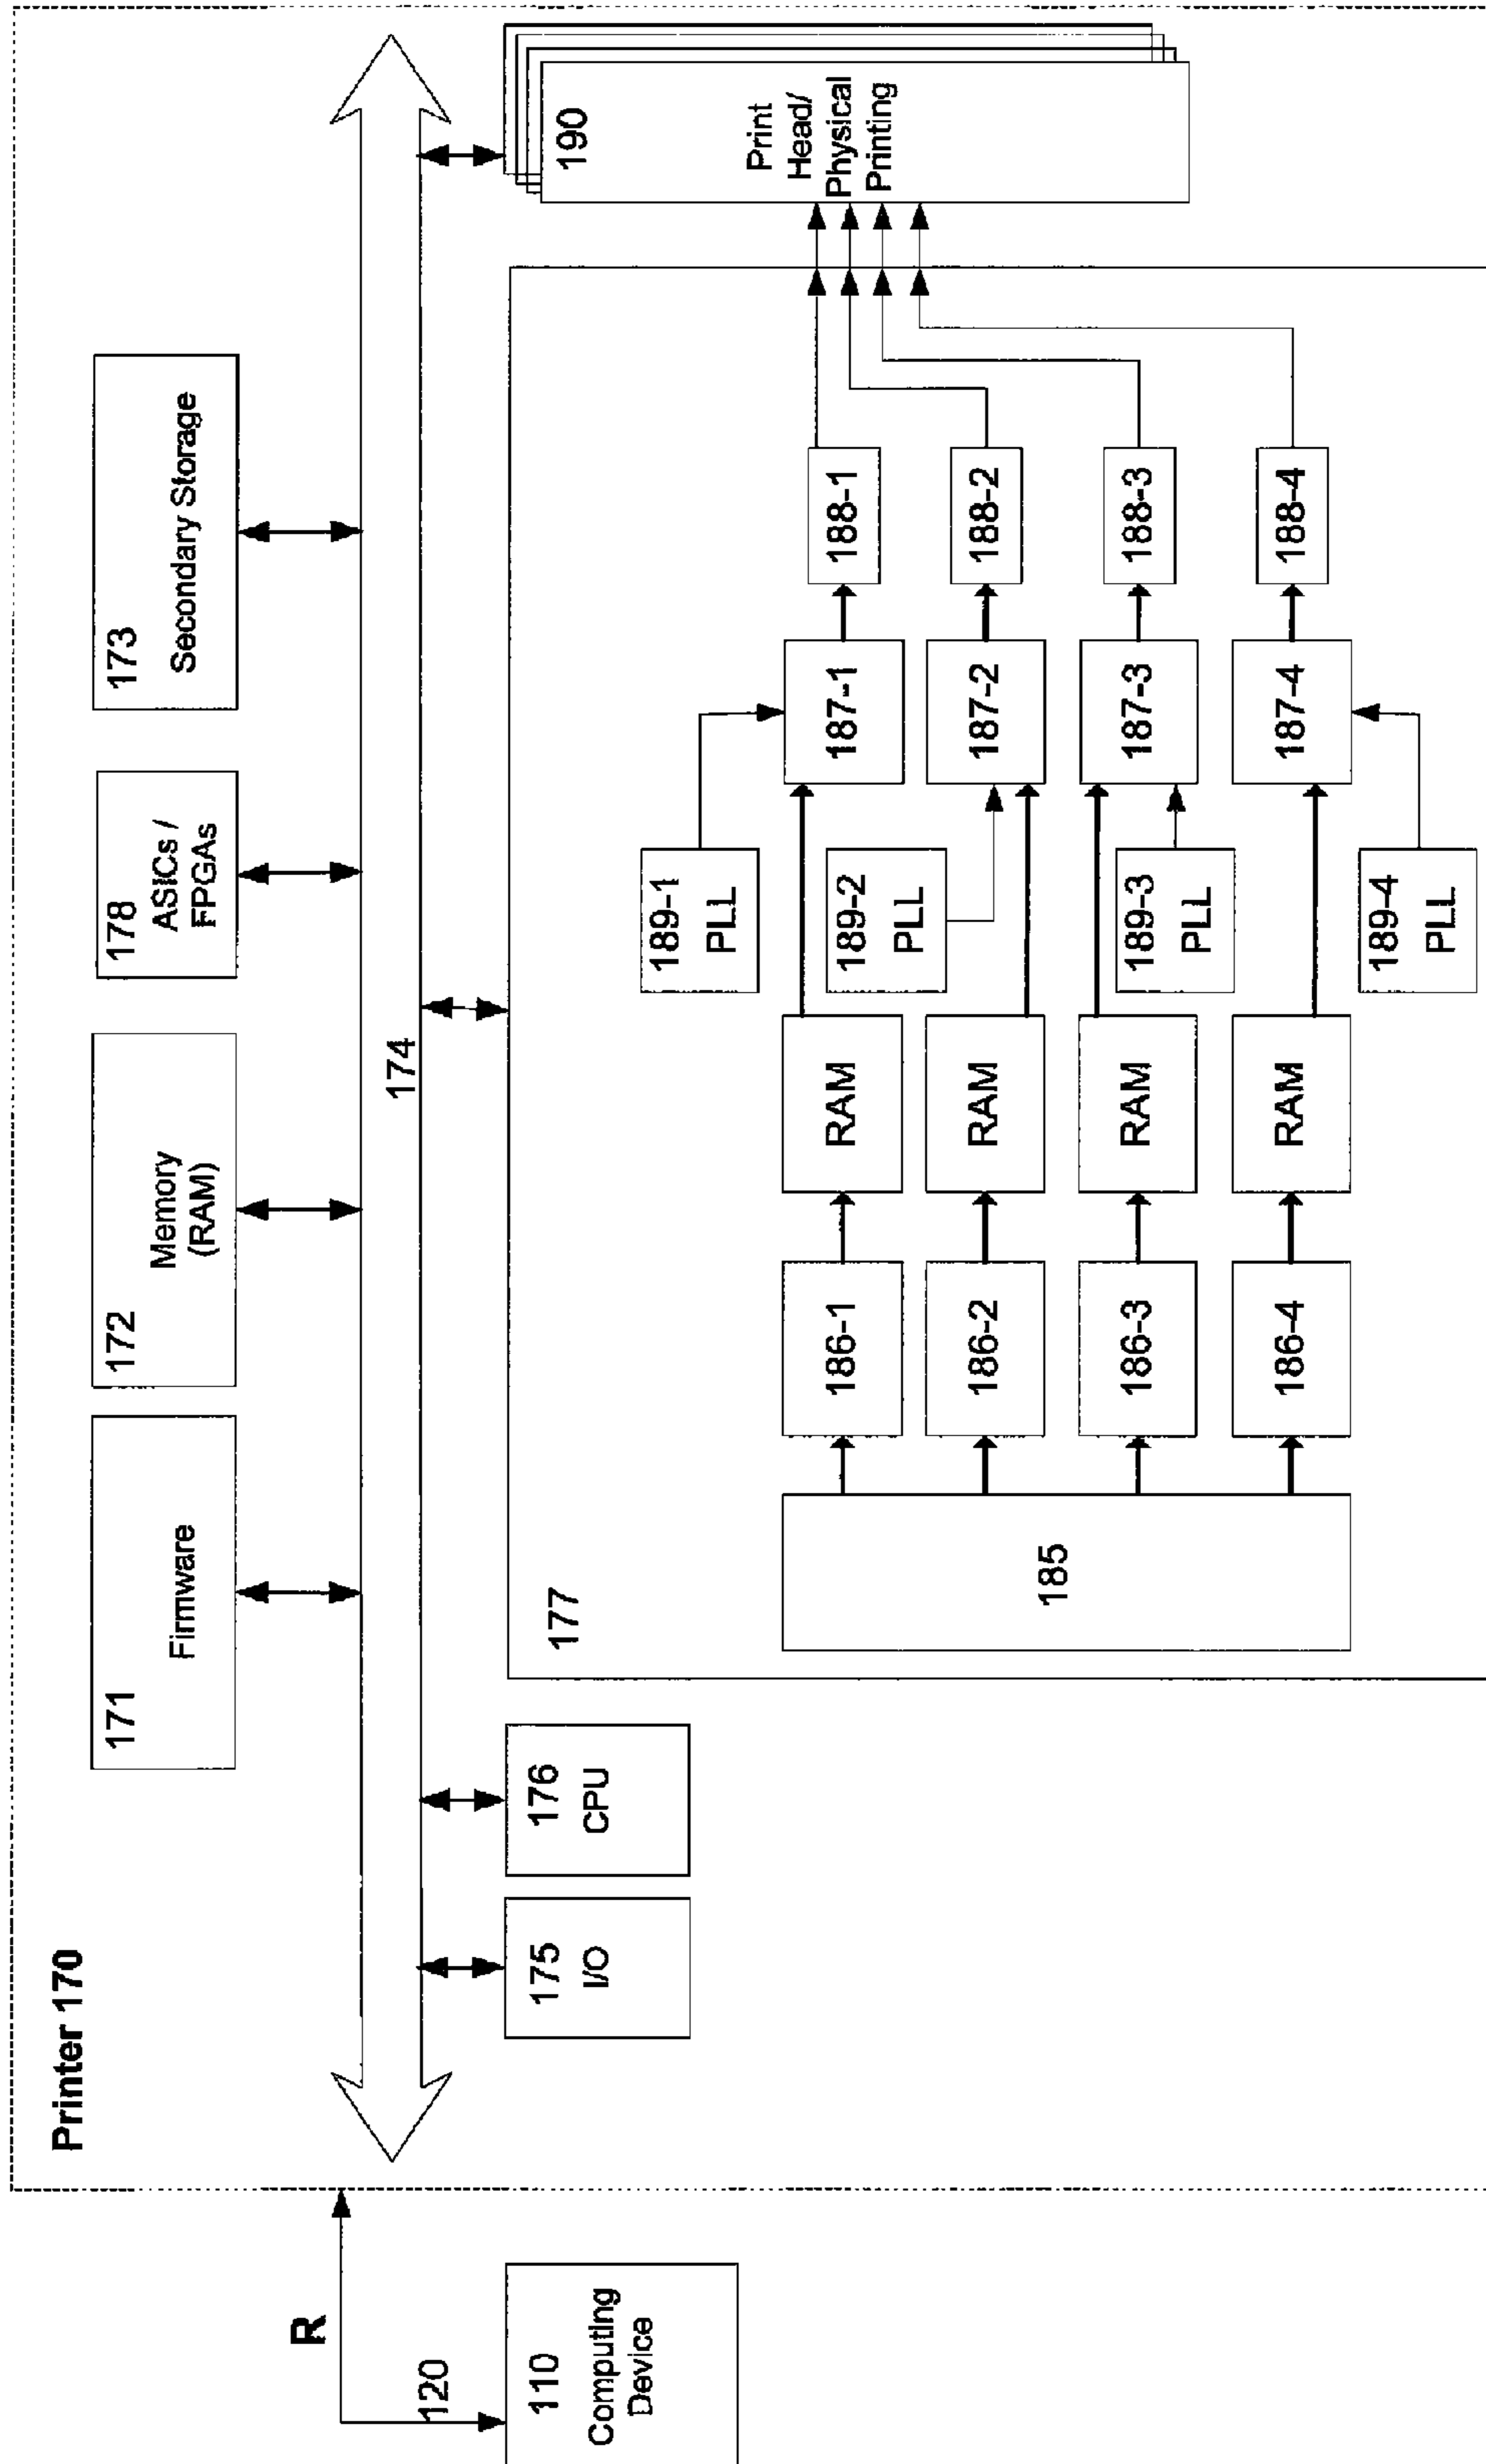 Printer 170
171
Firmware
172
Memory
(RAM)
178
ASICs /
FPGAs
173
Secondary Storage
R
120
174
110
Computing
Device
175
I/O
176
CPU
177
190
Print
Head/
Physical
Printing
185
186-1
RAM
189-1
PLL
187-1
188-1
186-2
RAM
189-2
PLL
187-2
188-2
186-3
RAM
189-3
PLL
187-3
188-3
186-4
RAM
189-4
PLL
187-4
188-4